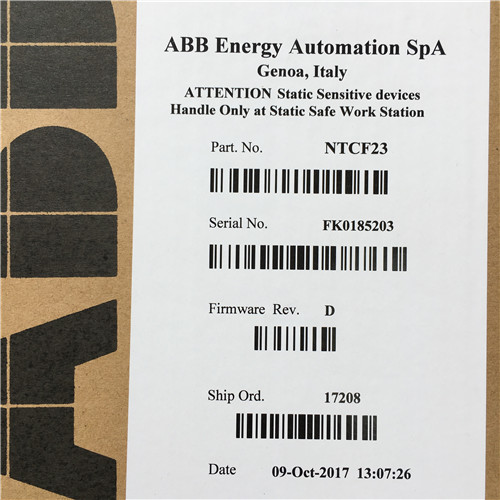 ABB Energy Automation SpA
Genoa, Italy
ATTENTION Static Sensitive devices
Handle Only at Static Safe Work Station
Part. No. NTCF23
Serial No. FK0185203
Firmware Rev. D
Ship Ord. 17208
Date 09-Oct-2017 13:07:26